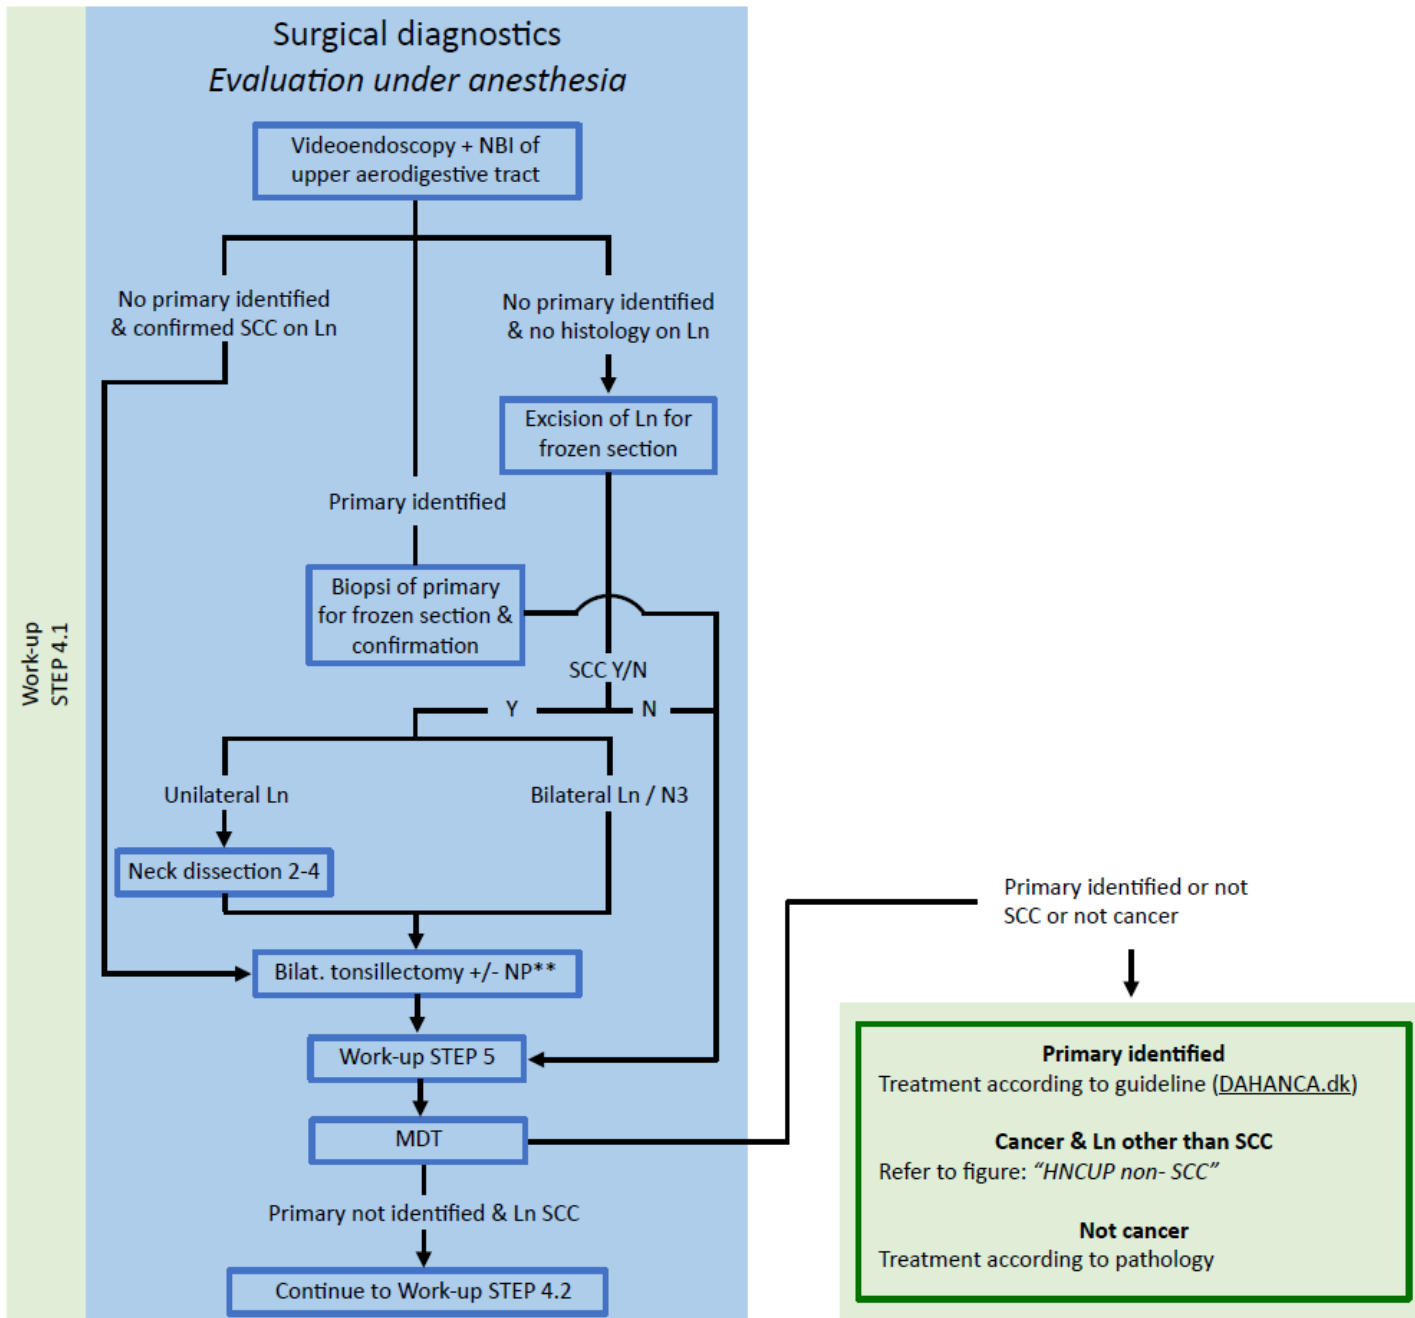 Surgical diagnostics
Evaluation under anesthesia
Videoendoscopy + NBI of
upper aerodigestive tract
No primary identified
& confirmed SCC on Ln
No primary identified
& no histology on Ln
Excision of Ln for
frozen section
Primary identified
Biopsi of primary
for frozen section &
confirmation
Work-up
STEP 4.1
SCC Y/N
Y
N
Unilateral Ln
Bilateral Ln / N3
Neck dissection 2-4
Bilat. tonsillectomy +/- NP**
Work-up STEP 5
MDT
Primary not identified & Ln SCC
Continue to Work-up STEP 4.2
Primary identified or not
SCC or not cancer
Primary identified
Treatment according to guideline (DAHANCA.dk)
Cancer & Ln other than SCC
Refer to figure: “HNCUP non- SCC”
Not cancer
Treatment according to pathology